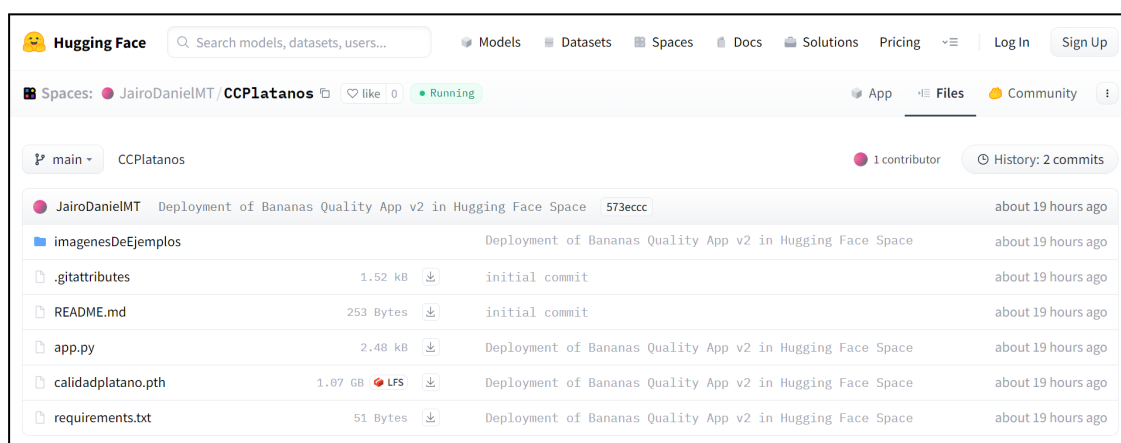 Hugging Face Search models, datasets, users... Models Datasets Spaces Docs Solutions Pricing Log In Sign Up
Spaces: JairoDanielMT/CCPlatanos like 0 Running App Files Community
main CCPlatanos 1 contributor History: 2 commits
JairoDanielMT Deployment of Bananas Quality App v2 in Hugging Face Space 573eccc about 19 hours ago
imagenesDeEjemplos Deployment of Bananas Quality App v2 in Hugging Face Space about 19 hours ago
.gitattributes 1.52 kB initial commit about 19 hours ago
README.md 253 Bytes initial commit about 19 hours ago
app.py 2.48 kB Deployment of Bananas Quality App v2 in Hugging Face Space about 19 hours ago
calidadplatano.pth 1.07 GB LFS Deployment of Bananas Quality App v2 in Hugging Face Space about 19 hours ago
requirements.txt 51 Bytes Deployment of Bananas Quality App v2 in Hugging Face Space about 19 hours ago